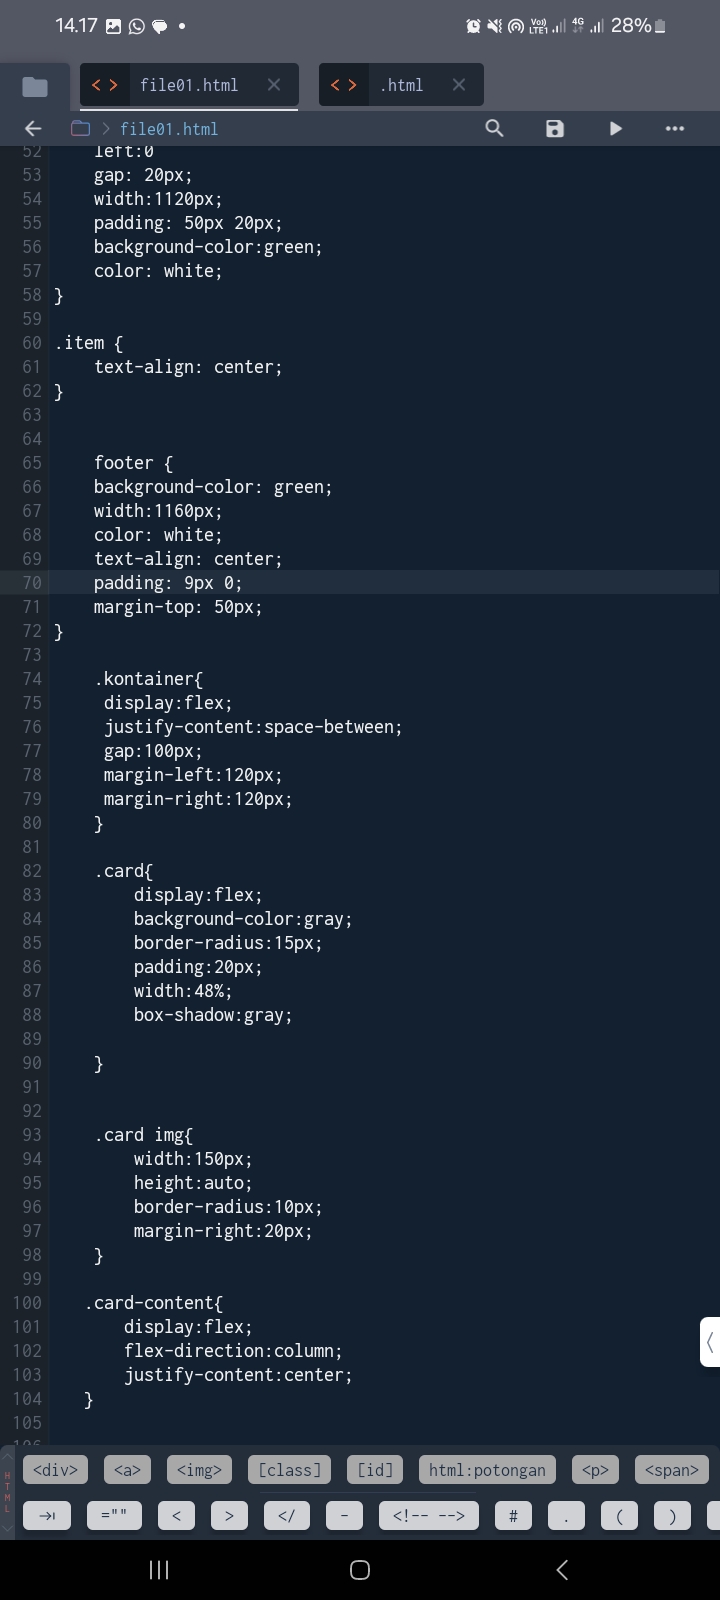 14.17 Vo)) LTE1 4G 28%
< > file01.html × < > .html ×
file01.html
52 left:0
53 gap: 20px;
54 width:1120px;
55 padding: 50px 20px;
56 background-color:green;
57 color: white;
58 }
59
60 .item {
61 text-align: center;
62 }
63
64
65 footer {
66 background-color: green;
67 width:1160px;
68 color: white;
69 text-align: center;
70 padding: 9px 0;
71 margin-top: 50px;
72 }
73
74 .kontainer{
75 display:flex;
76 justify-content:space-between;
77 gap:100px;
78 margin-left:120px;
79 margin-right:120px;
80 }
81
82 .card{
83 display:flex;
84 background-color:gray;
85 border-radius:15px;
86 padding:20px;
87 width:48%;
88 box-shadow:gray;
89
90 }
91
92
93 .card img{
94 width:150px;
95 height:auto;
96 border-radius:10px;
97 margin-right:20px;
98 }
99
100 .card-content{
101 display:flex;
102 flex-direction:column;
103 justify-content:center;
104 }
105
106
HTML
<div> <a> <img> [class] [id] html:potongan <p> <span>
="" < > </ - <!-- --> # . ( )